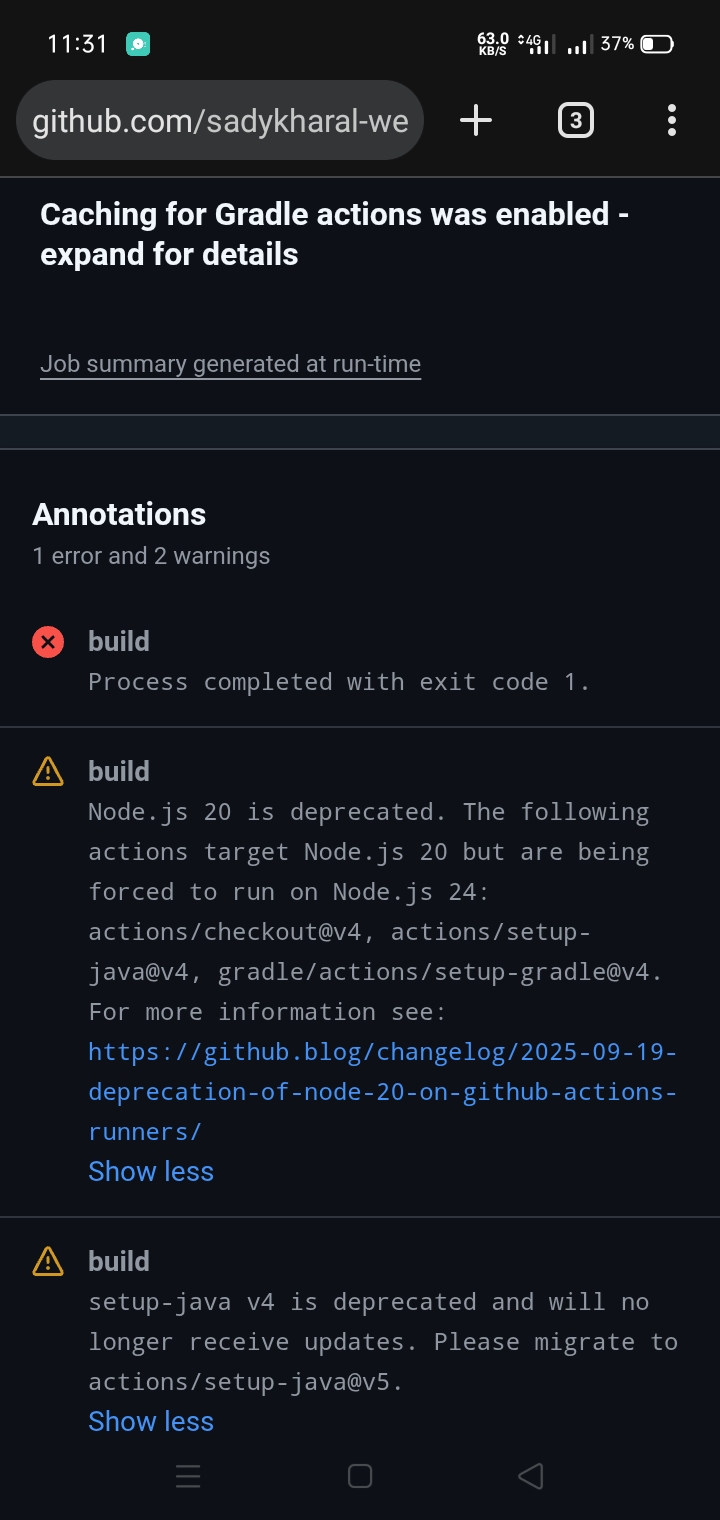 11:31
63.0
KB/S
4G
37%
github.com/sadykharal-we
3
Caching for Gradle actions was enabled -
expand for details
Job summary generated at run-time
Annotations
1 error and 2 warnings
build
Process completed with exit code 1.
build
Node.js 20 is deprecated. The following
actions target Node.js 20 but are being
forced to run on Node.js 24:
actions/checkout@v4, actions/setup-
java@v4, gradle/actions/setup-gradle@v4.
For more information see:
https://github.blog/changelog/2025-09-19-
deprecation-of-node-20-on-github-actions-
runners/
Show less
build
setup-java v4 is deprecated and will no
longer receive updates. Please migrate to
actions/setup-java@v5.
Show less